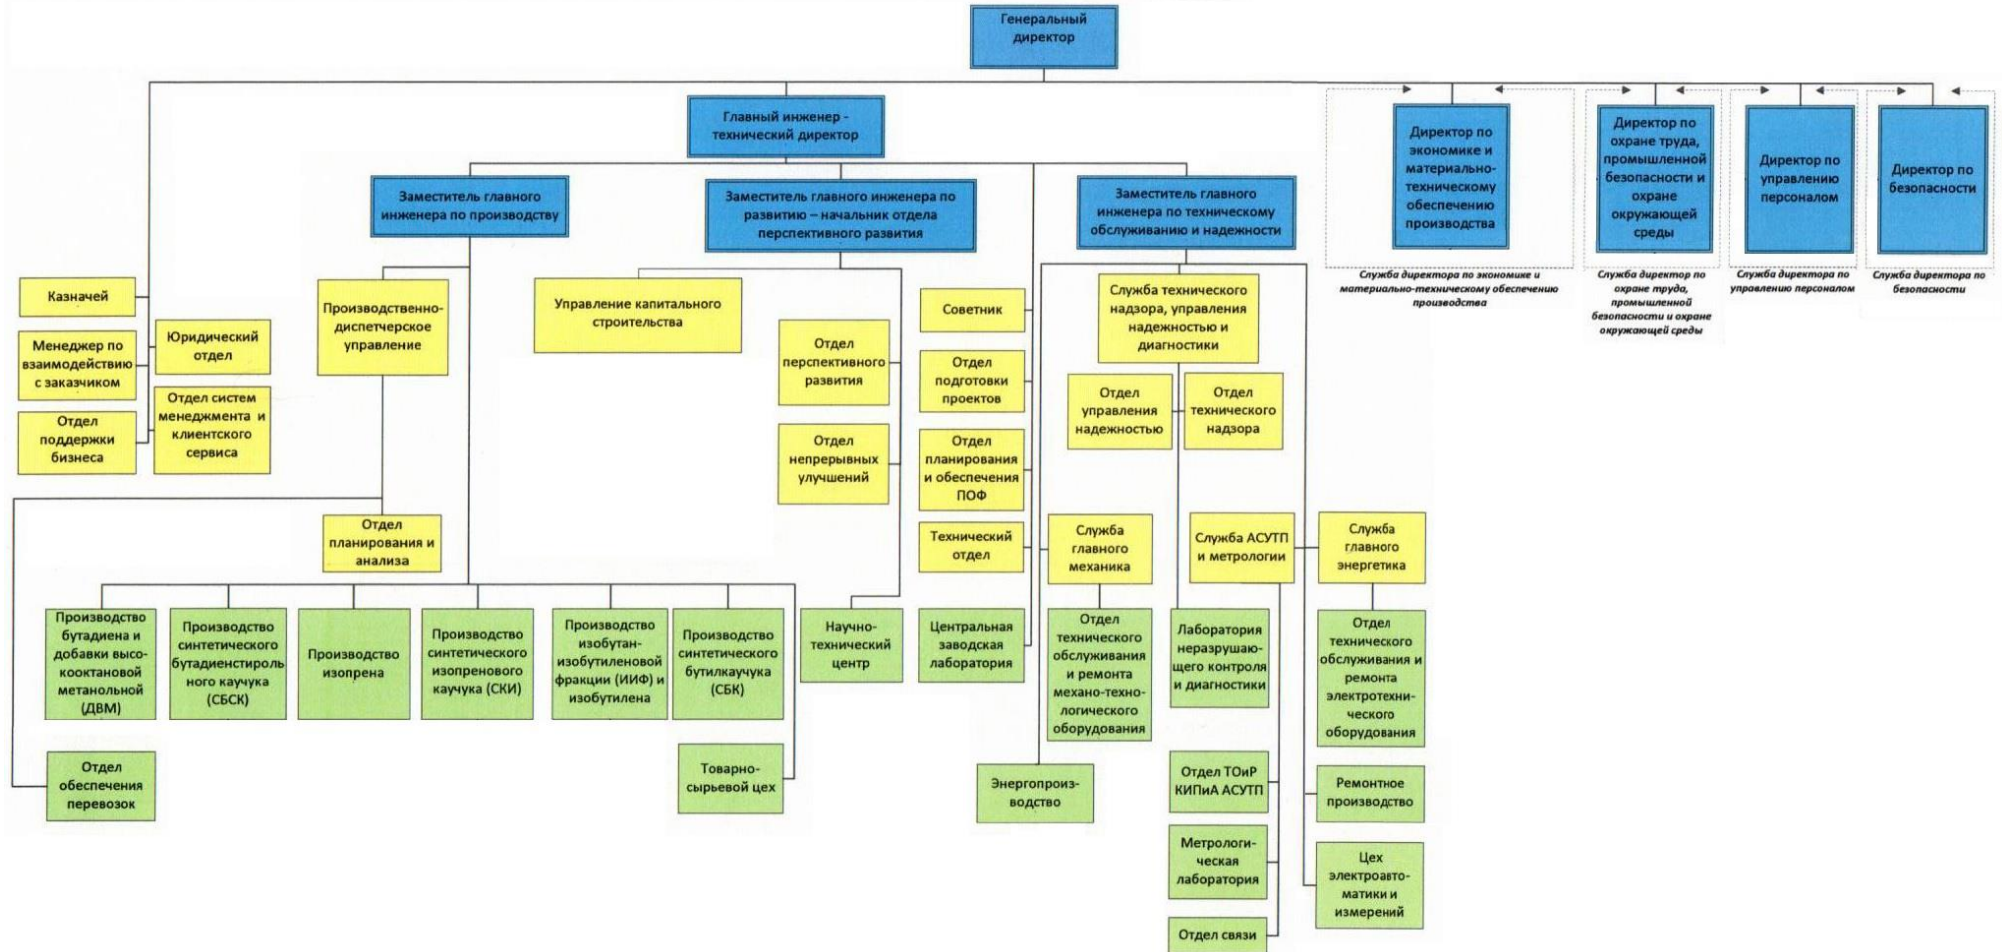 Генеральный
директор
Главный инженер -
технический директор
Директор по
экономике и
материально-
техническому
обеспечению
производства
Директор по
охране труда,
промышленной
безопасности и
охране
окружающей
среды
Директор по
управлению
персоналом
Директор по
безопасности
Служба директора по экономике и
материально-техническому обеспечению
производства
Служба директор по
охране труда,
промышленной
безопасности и охране
окружающей среды
Служба директора по
управлению персоналом
Служба директора по
безопасности
Заместитель главного
инженера по производству
Заместитель главного инженера по
развитию – начальник отдела
перспективного развития
Заместитель главного
инженера по техническому
обслуживанию и надежности
Казначей
Менеджер по
взаимодействию
с заказчиком
Отдел
поддержки
бизнеса
Юридический
отдел
Отдел систем
менеджмента и
клиентского
сервиса
Производственно-
диспетчерское
управление
Управление капитального
строительства
Отдел
перспективного
развития
Отдел
непрерывных
улучшений
Советник
Отдел
подготовки
проектов
Отдел
планирования
и обеспечения
ПОФ
Технический
отдел
Служба технического
надзора, управления
надежностью и
диагностики
Отдел
управления
надежностью
Отдел
технического
надзора
Отдел
планирования и
анализа
Служба
главного
механика
Служба АСУТП
и метрологии
Служба
главного
энергетика
Производство
бутадиена и
добавки высо-
кооктановой
метанольной
(ДВМ)
Производство
синтетического
бутадиенстироль
ного каучука
(СБСК)
Производство
изопрена
Производство
синтетического
изопренового
каучука (СКИ)
Производство
изобутан-
изобутиленовой
фракции (ИИФ) и
изобутилена
Производство
синтетического
бутилкаучука
(СБК)
Научно-
технический
центр
Центральная
заводская
лаборатория
Отдел
технического
обслуживания
и ремонта
механо-техно-
логического
оборудования
Лаборатория
неразрушаю-
щего контроля
и диагностики
Отдел
технического
обслуживания и
ремонта
электротехни-
ческого
оборудования
Отдел
обеспечения
перевозок
Товарно-
сырьевой цех
Энергопроиз-
водство
Отдел ТОиР
КИПиА АСУТП
Ремонтное
производство
Метрологи-
ческая
лаборатория
Цех
электроавто-
матики и
измерений
Отдел связи